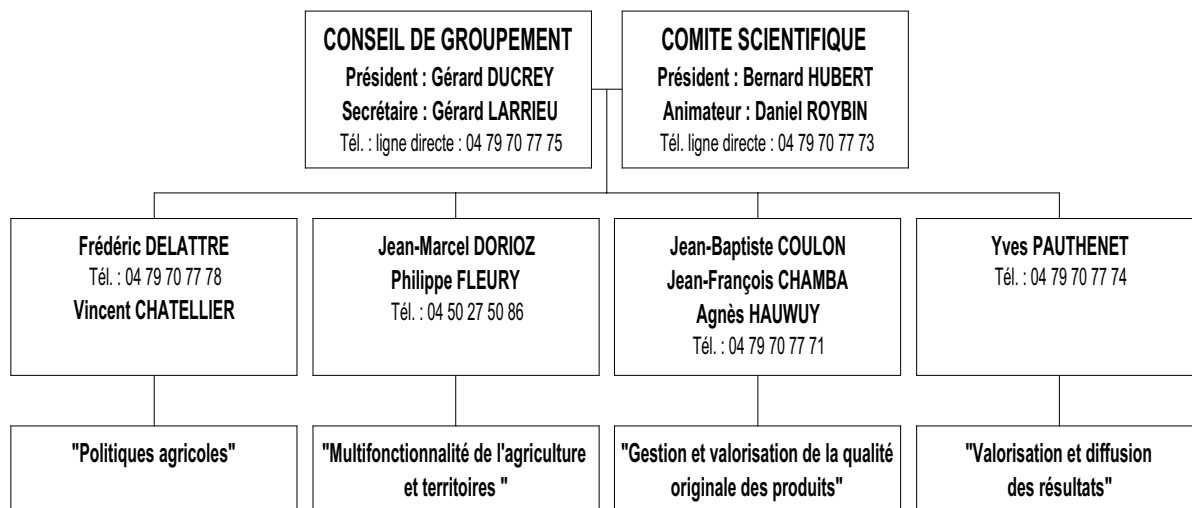 CONSEIL DE GROUPEMENT
Président : Gérard DUCREY
Secrétaire : Gérard LARRIEU
Tél. : ligne directe : 04 79 70 77 75
COMITE SCIENTIFIQUE
Président : Bernard HUBERT
Animateur : Daniel ROYBIN
Tél. ligne directe : 04 79 70 77 73
Frédéric DELATTRE
Tél. : 04 79 70 77 78
Vincent CHATELLIER
Jean-Marcel DORIOZ
Philippe FLEURY
Tél. : 04 50 27 50 86
Jean-Baptiste COULON
Jean-François CHAMBA
Agnès HAUWUY
Tél. : 04 79 70 77 71
Yves PAUTHENET
Tél. : 04 79 70 77 74
"Politiques agricoles"
"Multifonctionnalité de l'agriculture
et territoires "
"Gestion et valorisation de la qualité
originale des produits"
"Valorisation et diffusion
des résultats"